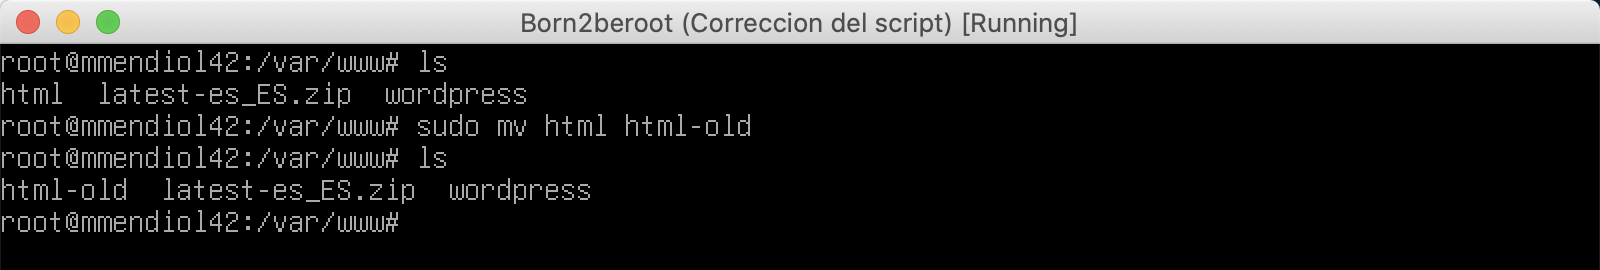 Born2beroot (Correccion del script) [Running]
root@mmendiol42:/var/www# ls
html  latest-es_ES.zip  wordpress
root@mmendiol42:/var/www# sudo mv html html-old
root@mmendiol42:/var/www# ls
html-old  latest-es_ES.zip  wordpress
root@mmendiol42:/var/www#